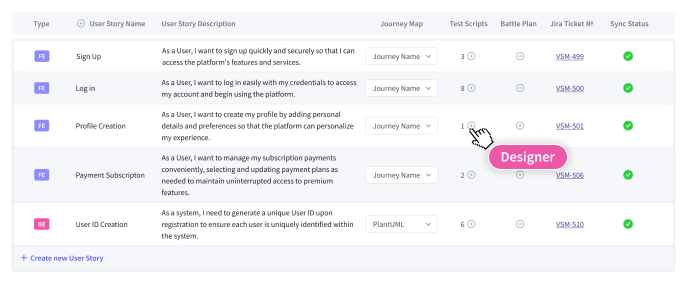 Type User Story Name User Story Description Journey Map Test Scripts Battle Plan Jira Ticket № Sync Status
FE Sign Up As a User, I want to sign up quickly and securely so that I can
access the platform's features and services. Journey Name 3 VSM-499
FE Log in As a User, I want to log in easily with my credentials to access
my account and begin using the platform. Journey Name 8 VSM-500
FE Profile Creation As a User, I want to create my profile by adding personal
details and preferences so that the platform can personalize
my experience. Journey Name 1 VSM-501
Designer
FE Payment Subscripton As a User, I want to manage my subscription payments
conveniently, selecting and updating payment plans as
needed to maintain uninterrupted access to premium
features. Journey Name 2 VSM-506
BE User ID Creation As a system, I need to generate a unique User ID upon
registration to ensure each user is uniquely identified within
the system. PlantUML 6 VSM-510
+ Create new User Story